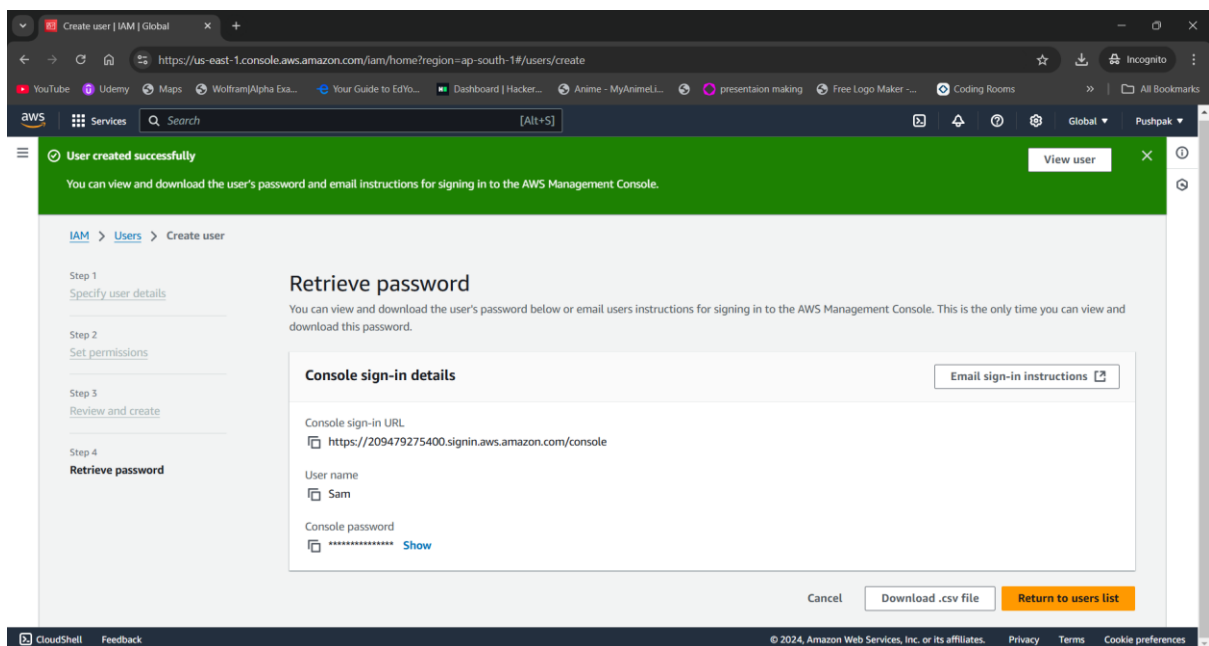 Create user | IAM | Global
https://us-east-1.console.aws.amazon.com/iam/home?region=ap-south-1#/users/create
Incognito
YouTube Udemy Maps Wolfram|Alpha Exa... Your Guide to EdYo... Dashboard | Hacker... Anime - MyAnimeLi... presentaion making Free Logo Maker -... Coding Rooms » All Bookmarks
aws Services Search [Alt+S] Global Pushpak
User created successfully
View user
You can view and download the user's password and email instructions for signing in to the AWS Management Console.
IAM > Users > Create user
Step 1
Specify user details
Step 2
Set permissions
Step 3
Review and create
Step 4
Retrieve password
Retrieve password
You can view and download the user's password below or email users instructions for signing in to the AWS Management Console. This is the only time you can view and
download this password.
Console sign-in details
Email sign-in instructions
Console sign-in URL
https://209479275400.signin.aws.amazon.com/console
User name
Sam
Console password
*************** Show
Cancel Download .csv file Return to users list
CloudShell Feedback © 2024, Amazon Web Services, Inc. or its affiliates. Privacy Terms Cookie preferences